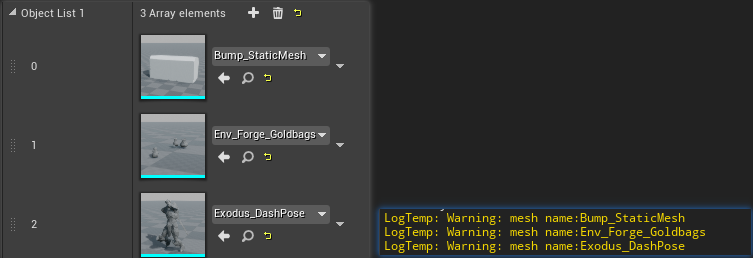 Object List 1
3 Array elements
0
Bump_StaticMesh
1
Env_Forge_Goldbags
2
Exodus_DashPose
LogTemp: Warning: mesh name:Bump_StaticMesh
LogTemp: Warning: mesh name:Env_Forge_Goldbags
LogTemp: Warning: mesh name:Exodus_DashPose